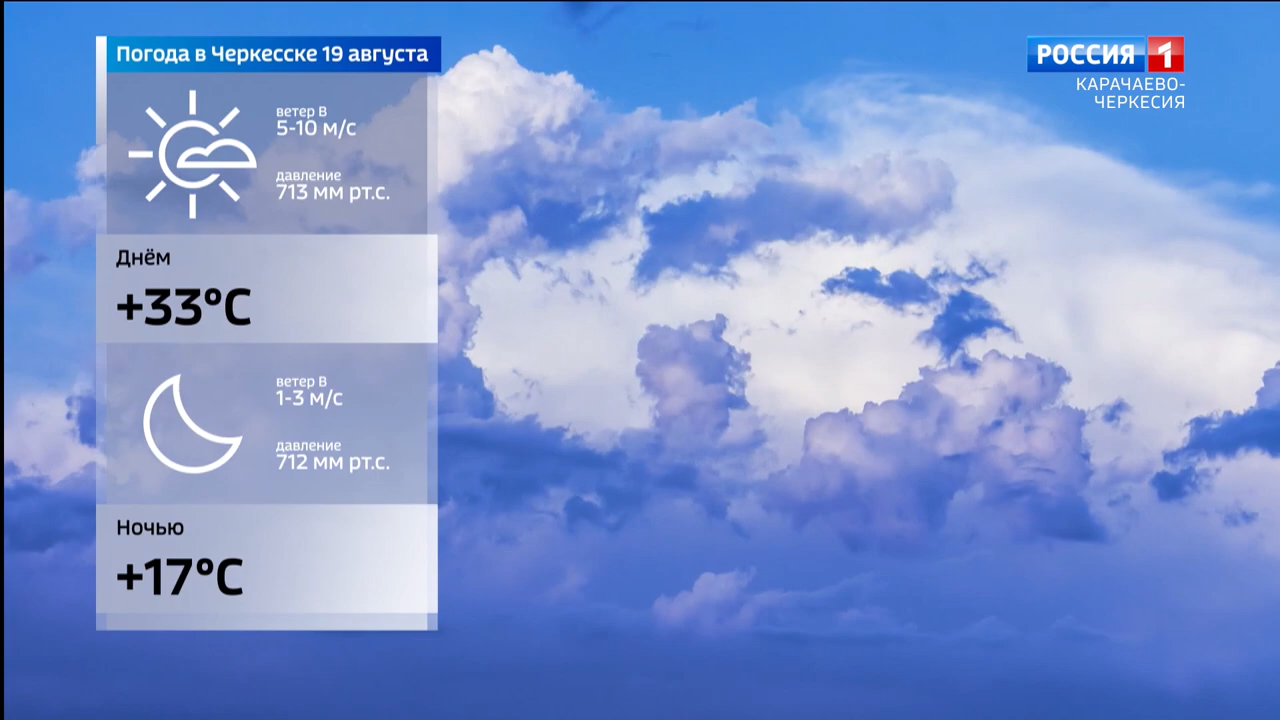 Погода в Черкесске 19 августа
РОССИЯ 1
КАРАЧАЕВО-
ЧЕРКЕСИЯ
ветер В
5-10 м/с
давление
713 мм рт.с.
Днём
+33°C
ветер В
1-3 м/с
давление
712 мм рт.с.
Ночью
+17°C